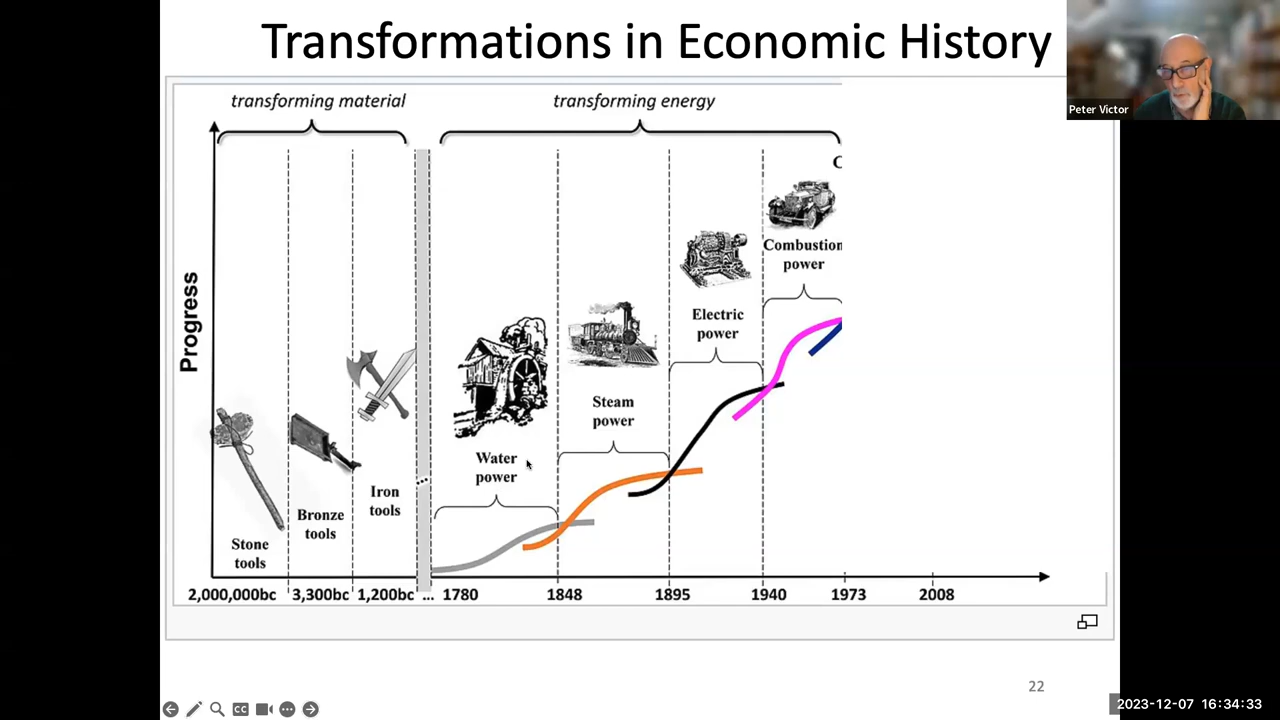 Transformations in Economic History
Peter Victor
transforming material
transforming energy
Progress
C
Combustion
power
Electric
power
Steam
power
Water
power
Iron
tools
Bronze
tools
Stone
tools
2,000,000bc 3,300bc 1,200bc ... 1780 1848 1895 1940 1973 2008
22
CC
2023-12-07 16:34:33